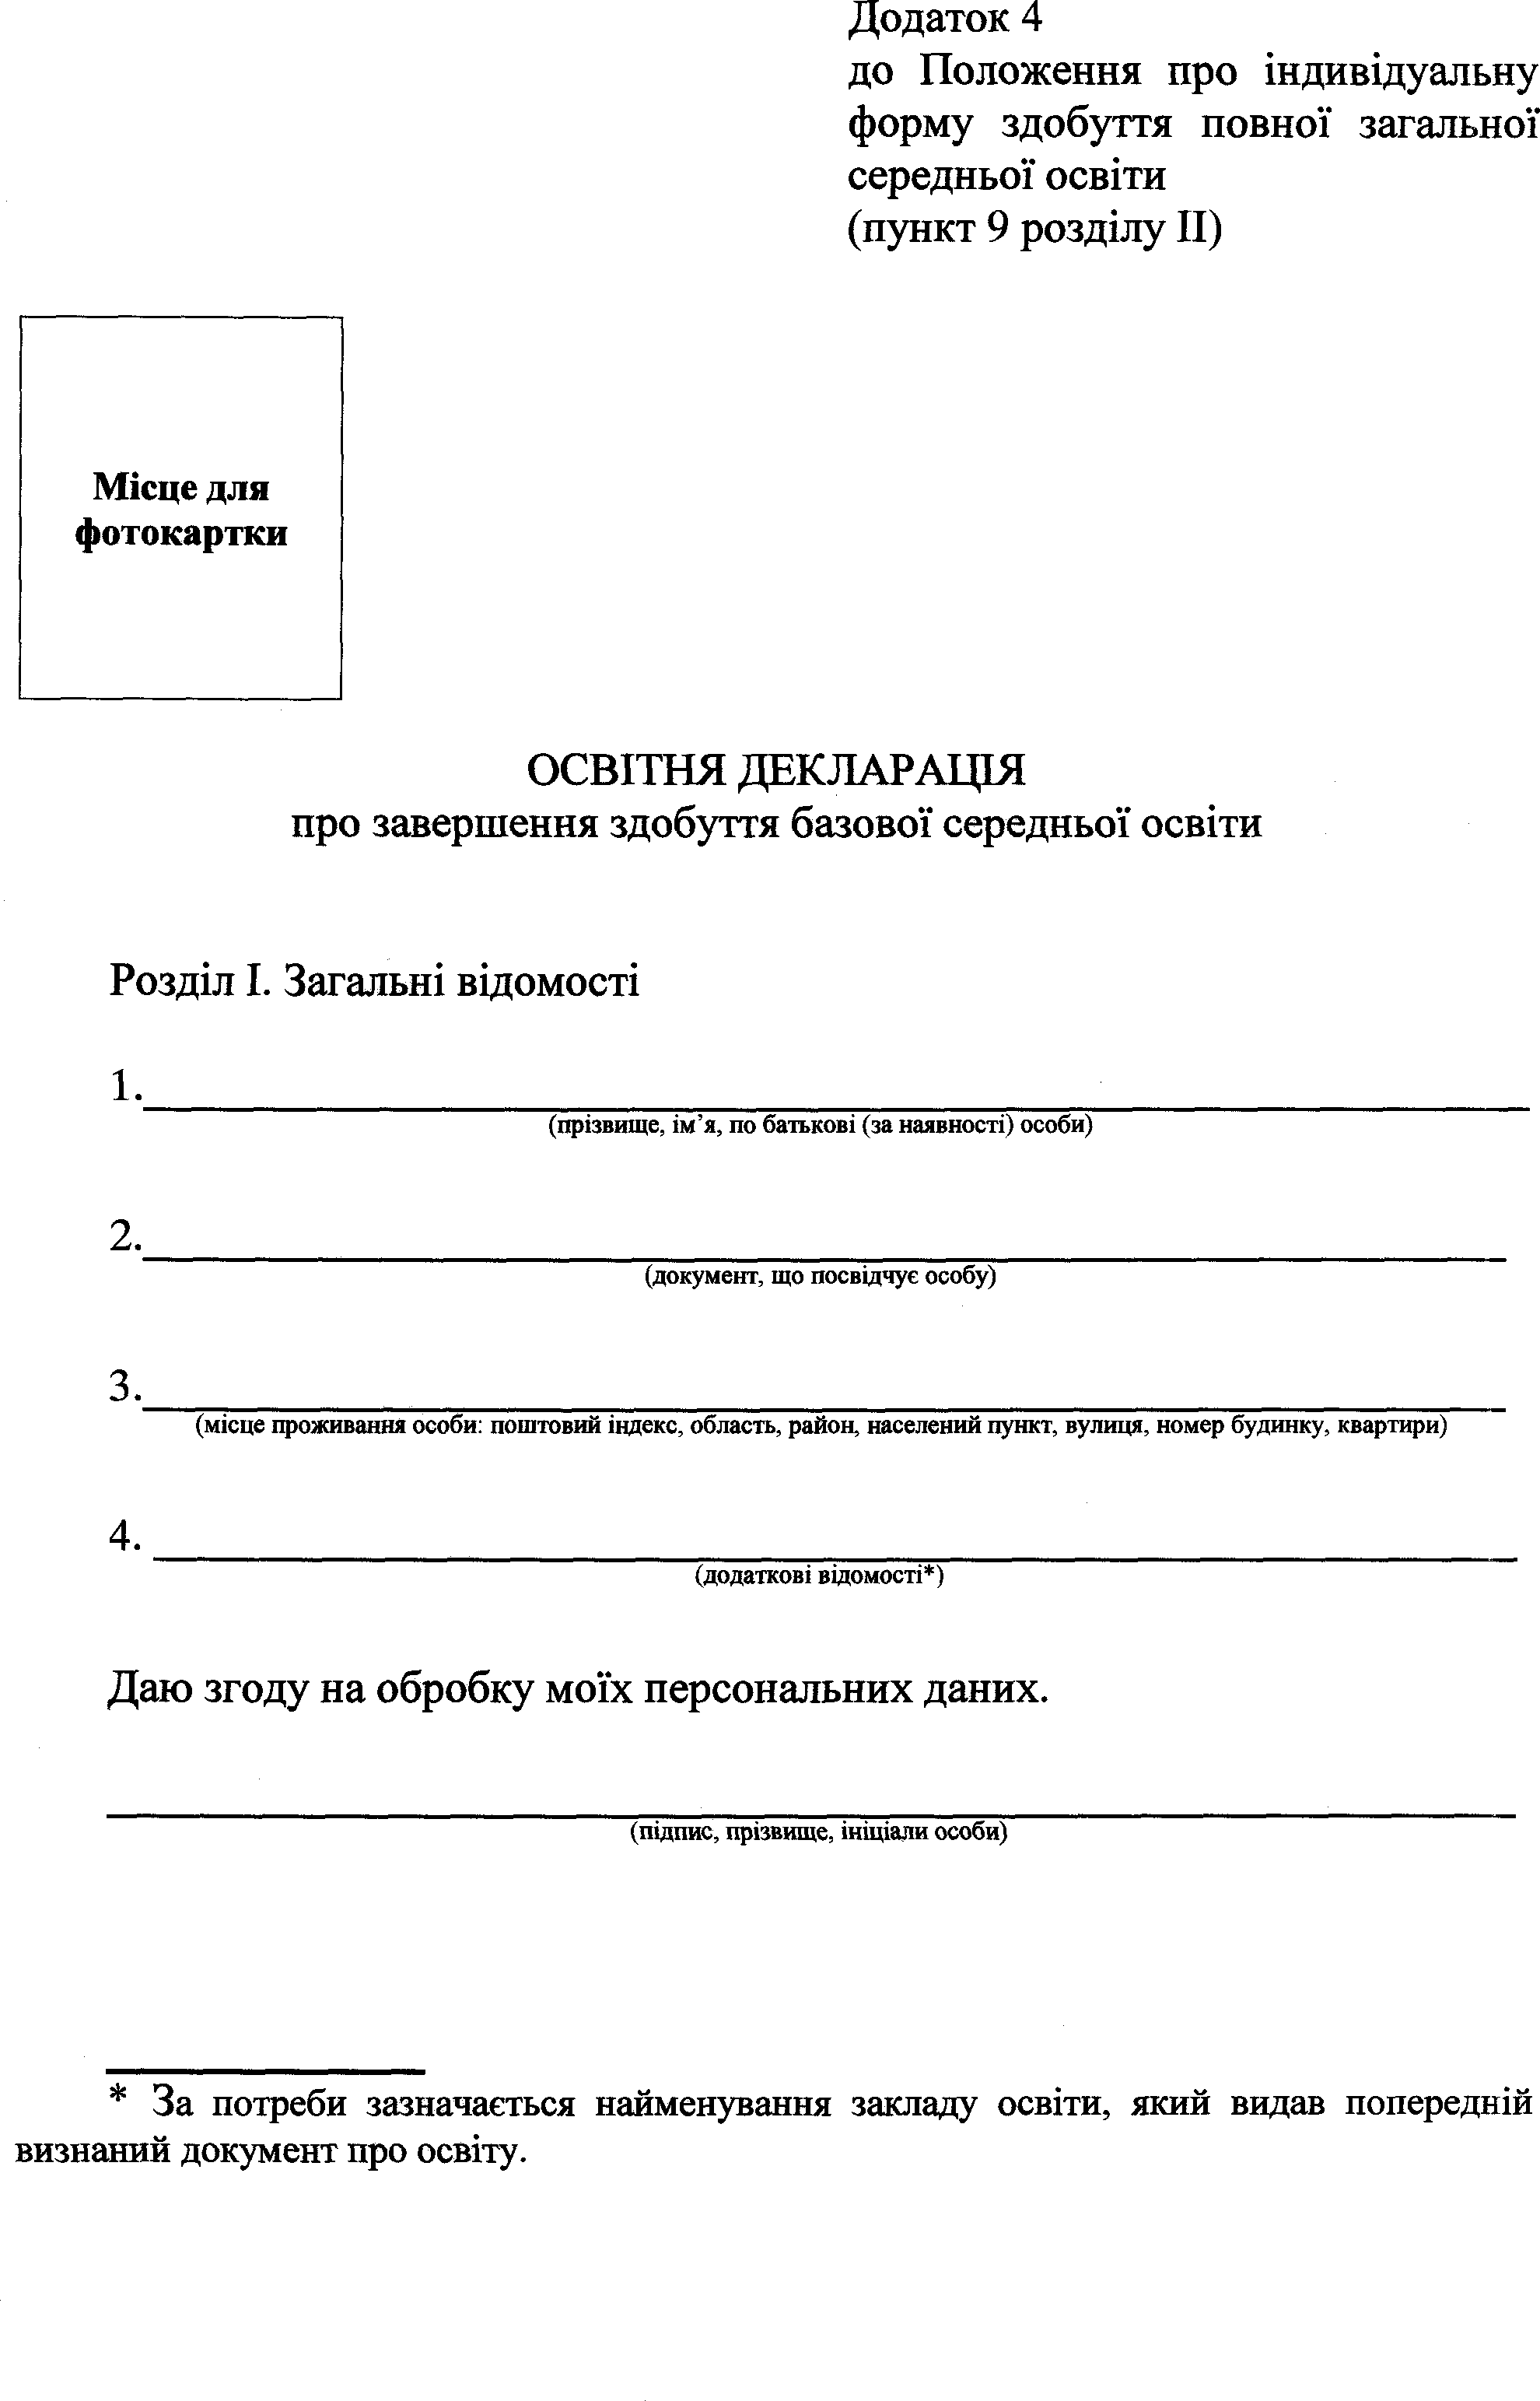 Додаток 4
до Положення про індивідуальну
форму здобуття повної загальної
середньої освіти
(пункт 9 розділу II)
Місце для
фотокартки
ОСВІТНЯ ДЕКЛАРАЦІЯ
про завершення здобуття базової середньої освіти
Розділ I. Загальні відомості
1.
(прізвище, ім’я, по батькові (за наявності) особи)
2.
(документ, що посвідчує особу)
3.
(місце проживання особи: поштовий індекс, область, район, населений пункт, вулиця, номер будинку, квартири)
4.
(додаткові відомості*)
Даю згоду на обробку моїх персональних даних.
(підпис, прізвище, ініціали особи)
* За потреби зазначається найменування закладу освіти, який видав попередній
визнаний документ про освіту.